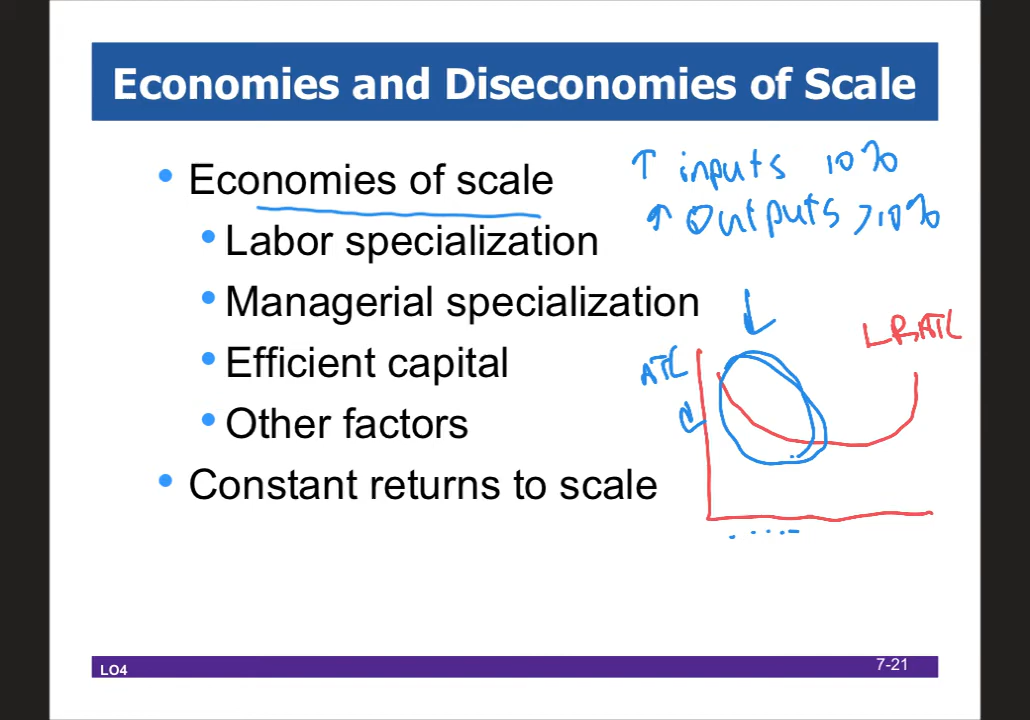 Economies and Diseconomies of Scale
• Economies of scale
• Labor specialization
• Managerial specialization
• Efficient capital
• Other factors
• Constant returns to scale
↑ inputs 10%
↑ outputs >10%
LRATC
ATC
LO4
7-21